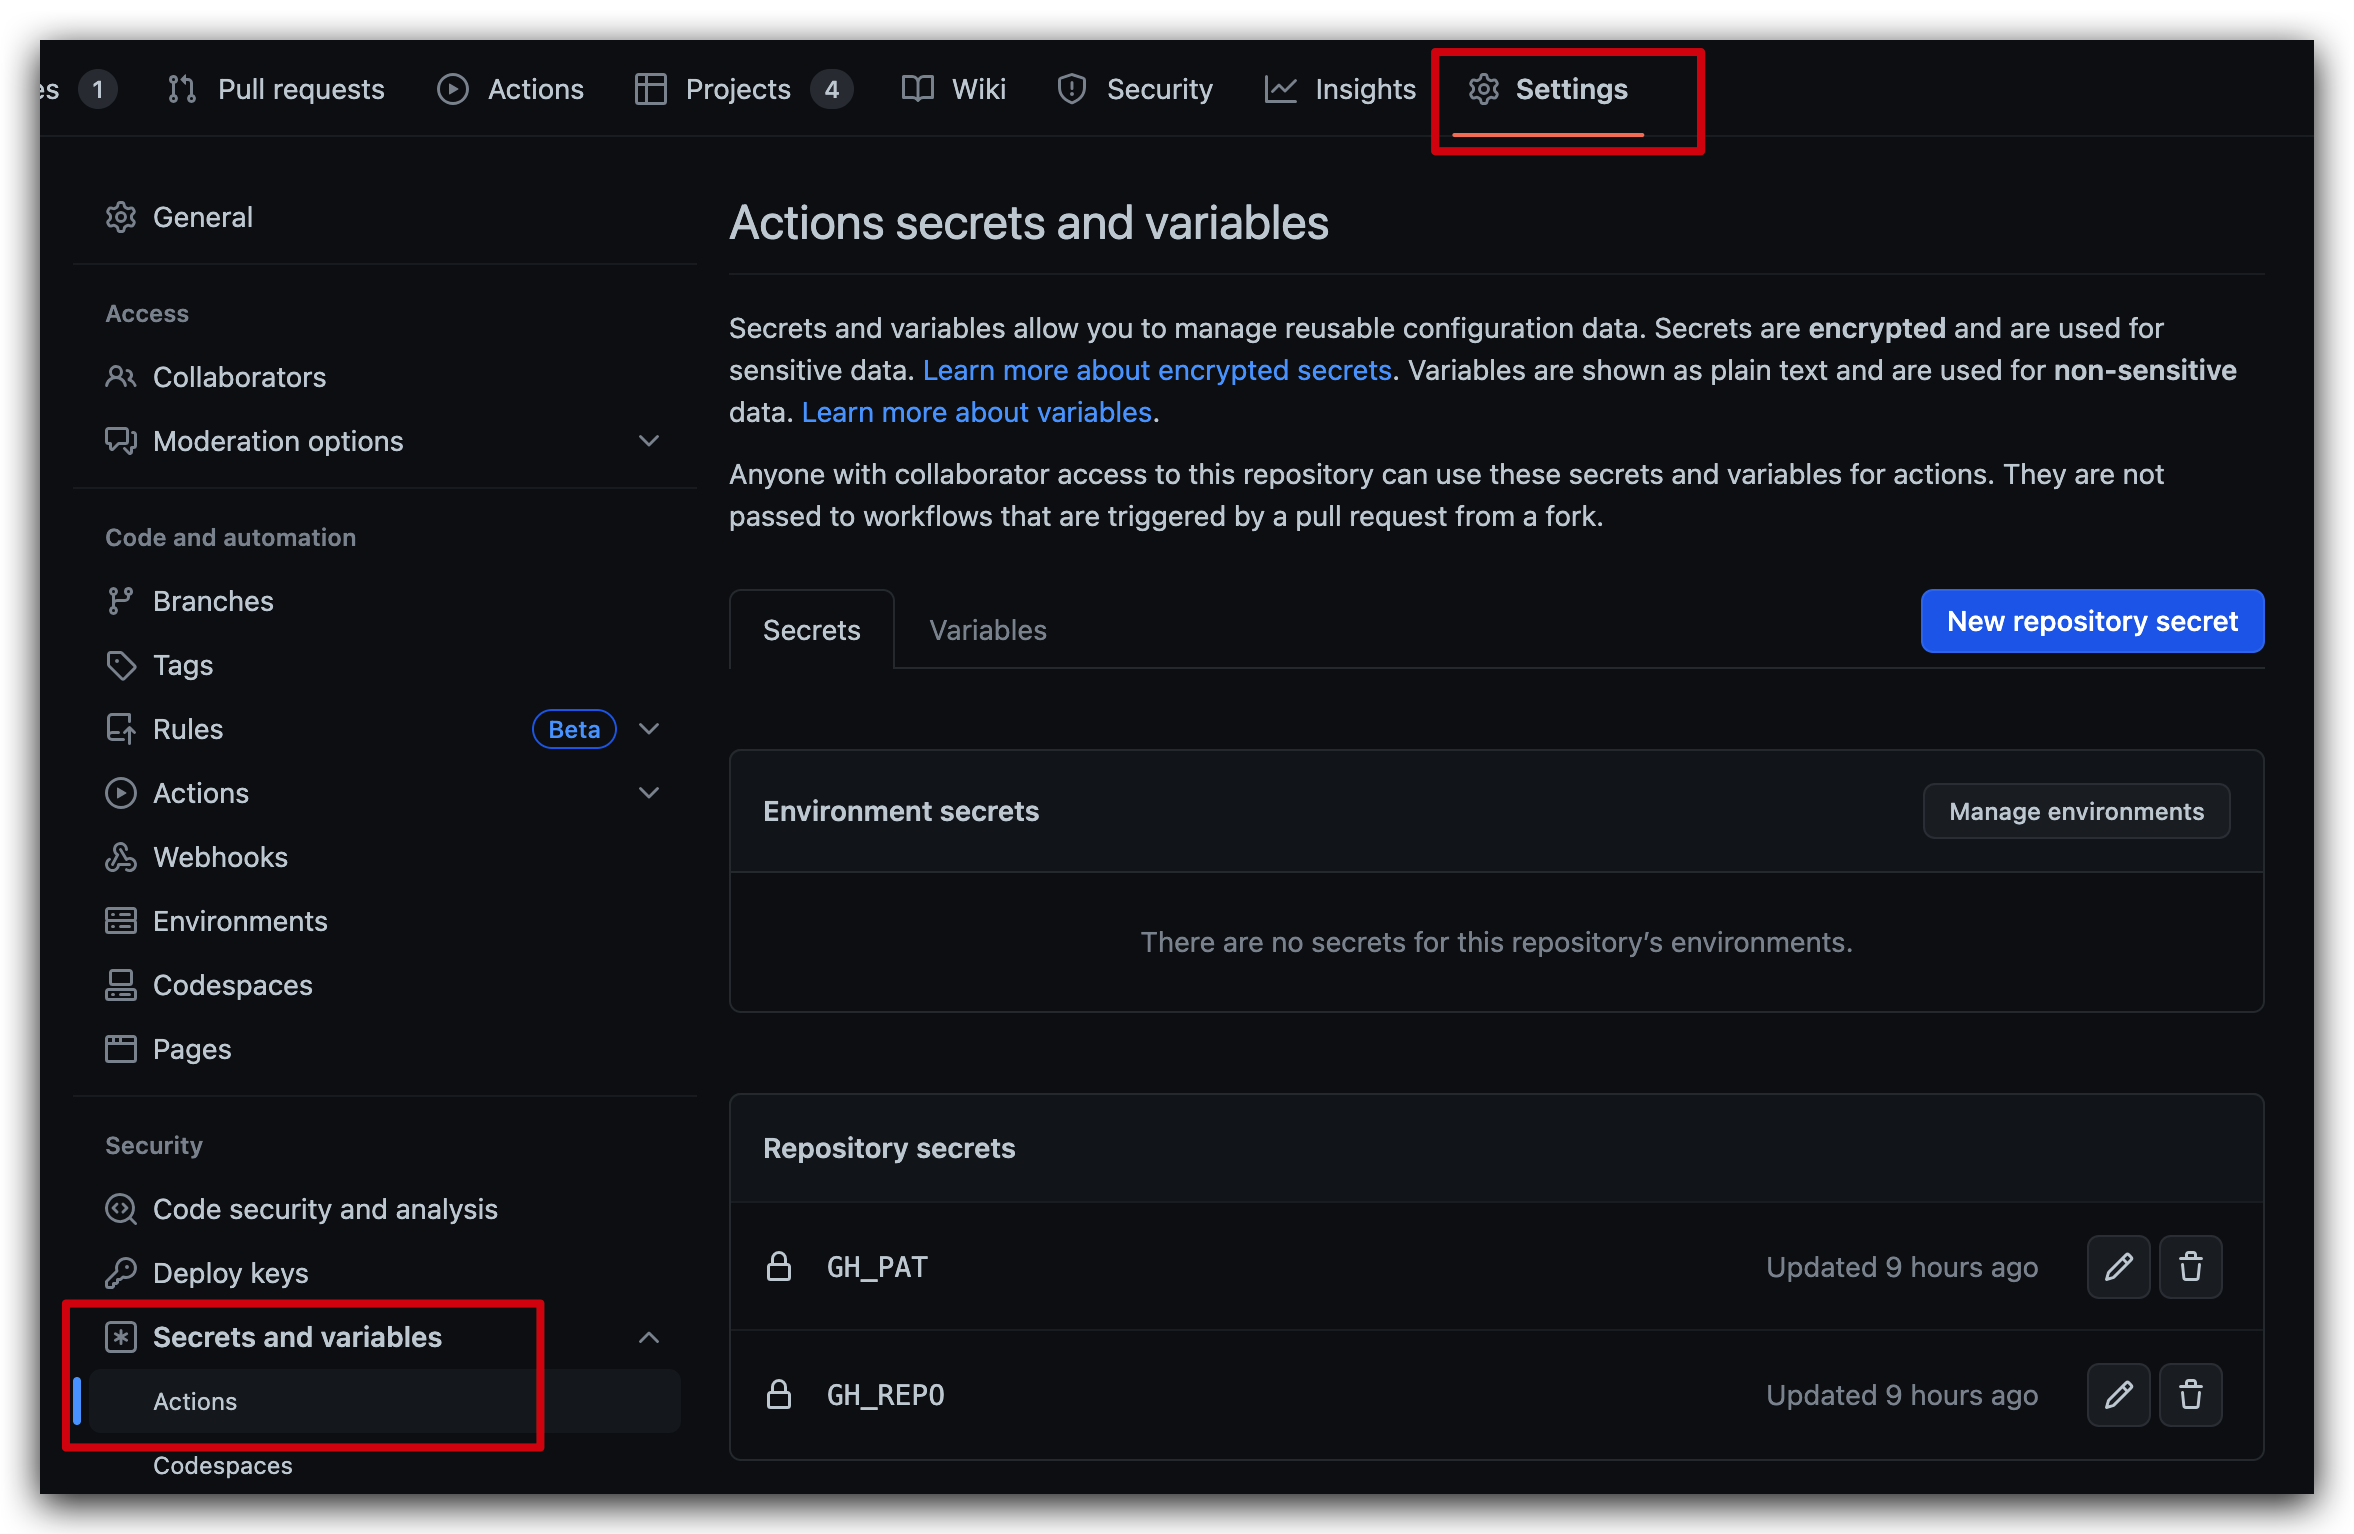 es 1 Pull requests Actions Projects 4 Wiki Security Insights Settings
General
Access
Collaborators
Moderation options
Code and automation
Branches
Tags
Rules Beta
Actions
Webhooks
Environments
Codespaces
Pages
Security
Code security and analysis
Deploy keys
Secrets and variables
Actions
Codespaces
Actions secrets and variables
Secrets and variables allow you to manage reusable configuration data. Secrets are encrypted and are used for
sensitive data. Learn more about encrypted secrets. Variables are shown as plain text and are used for non-sensitive
data. Learn more about variables.
Anyone with collaborator access to this repository can use these secrets and variables for actions. They are not
passed to workflows that are triggered by a pull request from a fork.
Secrets Variables New repository secret
Environment secrets Manage environments
There are no secrets for this repository’s environments.
Repository secrets
GH_PAT Updated 9 hours ago
GH_REPO Updated 9 hours ago